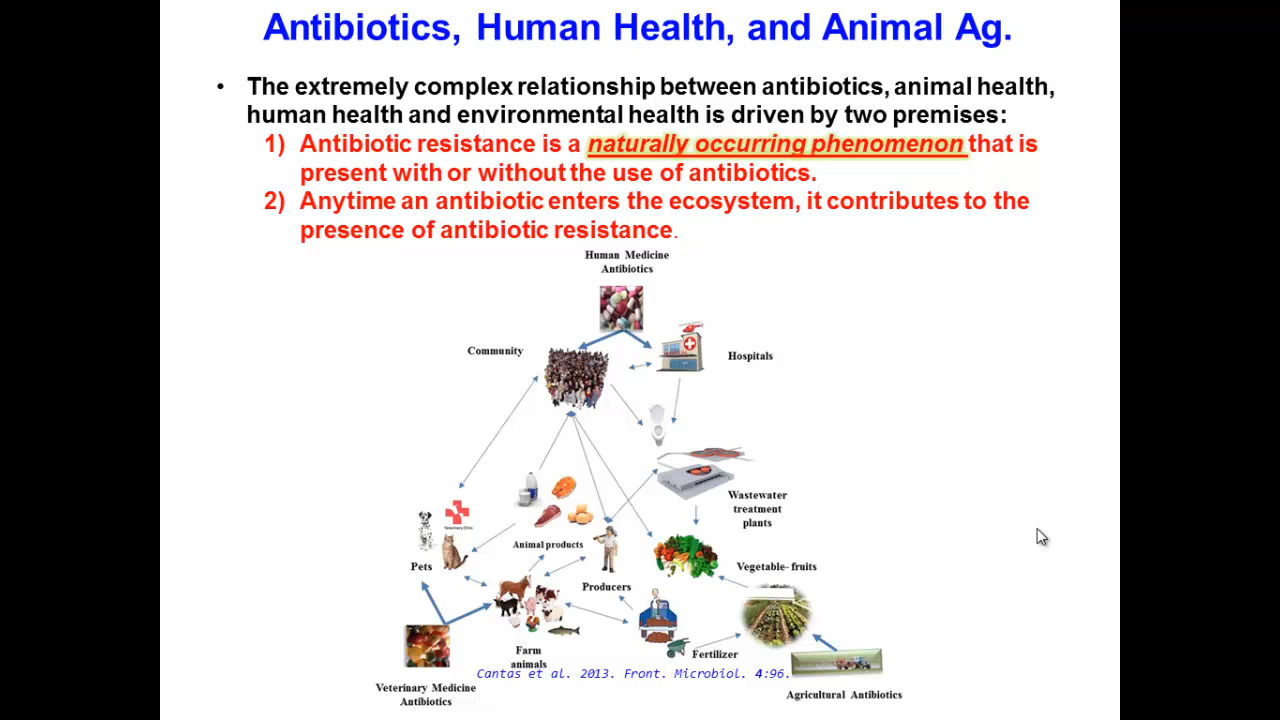 Antibiotics, Human Health, and Animal Ag.
• The extremely complex relationship between antibiotics, animal health,
human health and environmental health is driven by two premises:
1) Antibiotic resistance is a naturally occurring phenomenon that is
present with or without the use of antibiotics.
2) Anytime an antibiotic enters the ecosystem, it contributes to the
presence of antibiotic resistance.
Human Medicine
Antibiotics
Community
Hospitals
Wastewater
treatment
plants
Veterinary Clinic
Animal products
Pets
Producers
Vegetable- fruits
Farm
animals
Fertilizer
Cantas et al. 2013. Front. Microbiol. 4:96.
Veterinary Medicine
Antibiotics
Agricultural Antibiotics